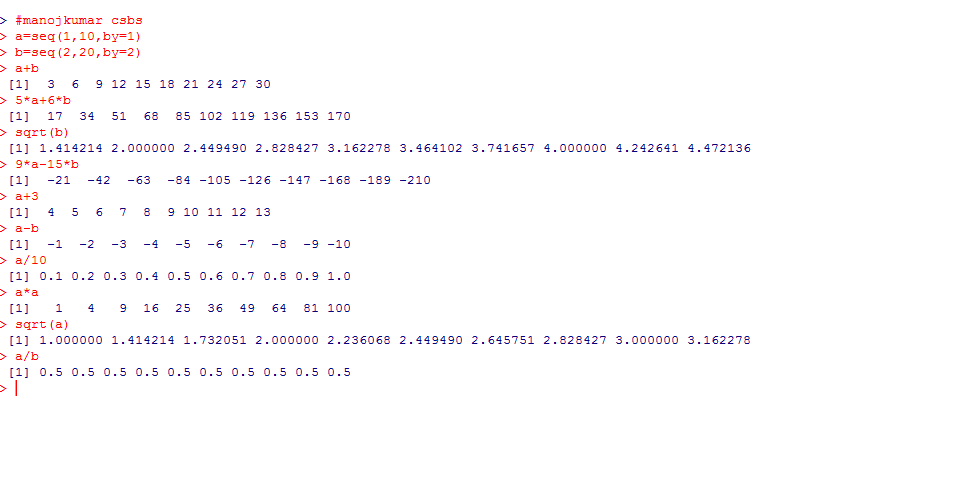 > #manojkumar csbs
> a=seq(1,10,by=1)
> b=seq(2,20,by=2)
> a+b
 [1]  3  6  9 12 15 18 21 24 27 30
> 5*a+6*b
 [1]  17  34  51  68  85 102 119 136 153 170
> sqrt(b)
 [1] 1.414214 2.000000 2.449490 2.828427 3.162278 3.464102 3.741657 4.000000 4.242641 4.472136
> 9*a-15*b
 [1]  -21  -42  -63  -84 -105 -126 -147 -168 -189 -210
> a+3
 [1]  4  5  6  7  8  9 10 11 12 13
> a-b
 [1]  -1  -2  -3  -4  -5  -6  -7  -8  -9 -10
> a/10
 [1] 0.1 0.2 0.3 0.4 0.5 0.6 0.7 0.8 0.9 1.0
> a*a
 [1]   1   4   9  16  25  36  49  64  81 100
> sqrt(a)
 [1] 1.000000 1.414214 1.732051 2.000000 2.236068 2.449490 2.645751 2.828427 3.000000 3.162278
> a/b
 [1] 0.5 0.5 0.5 0.5 0.5 0.5 0.5 0.5 0.5 0.5
>